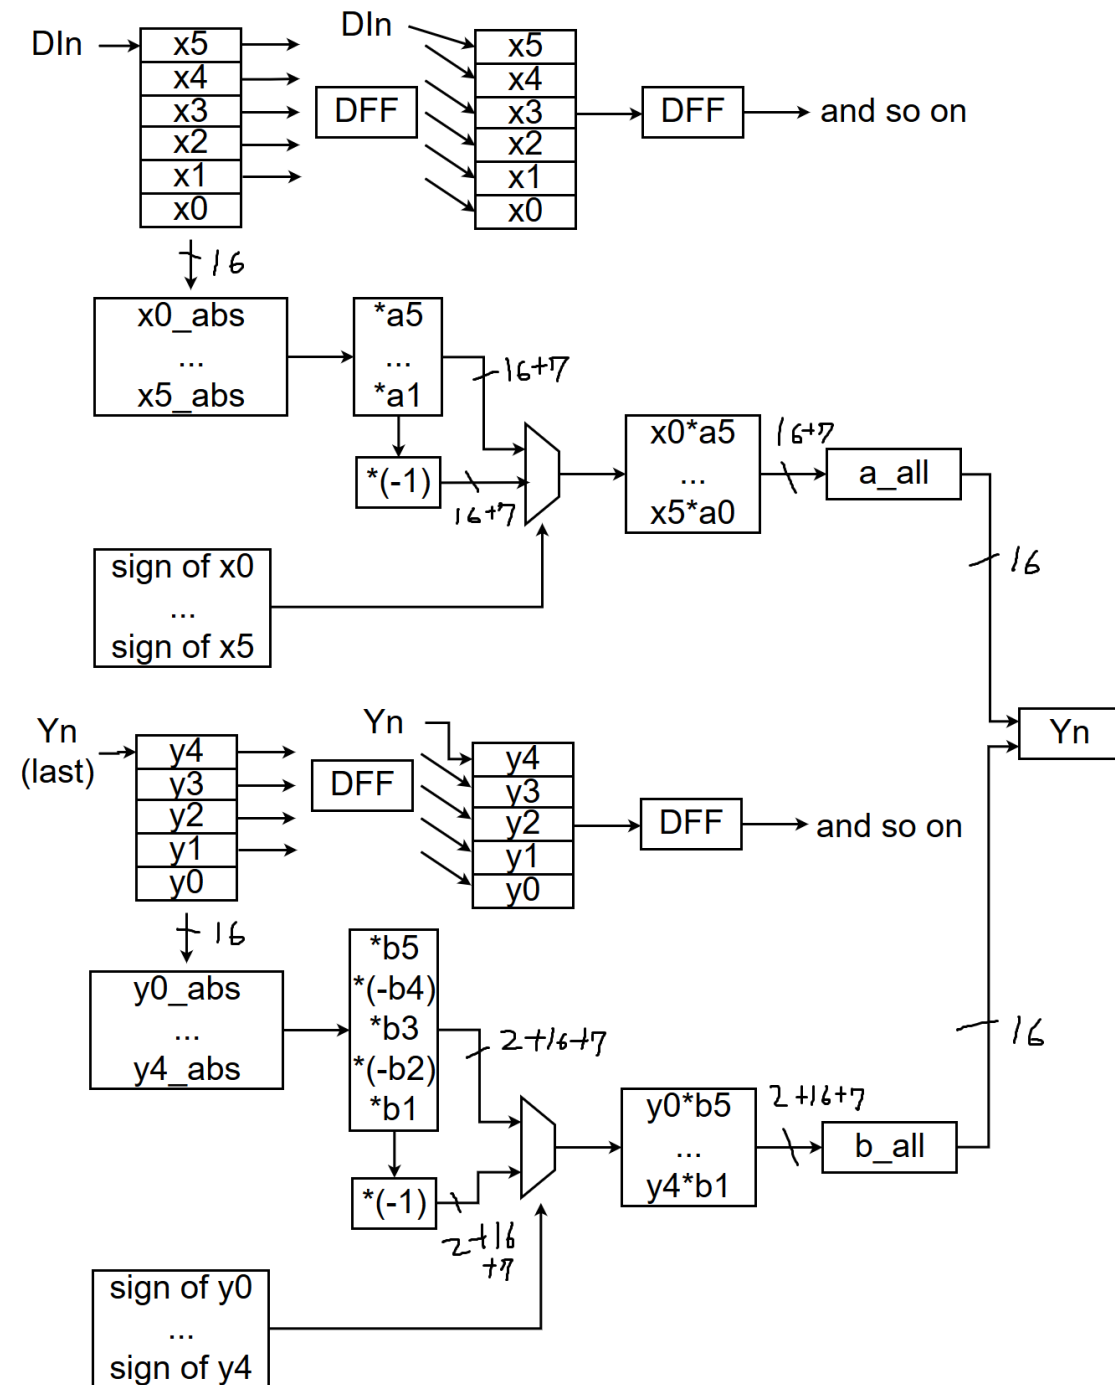 DIn
x5
x4
x3
x2
x1
x0
DFF
DIn
x5
x4
x3
x2
x1
x0
DFF
and so on
16
x0_abs
...
x5_abs
*a5
...
*a1
16+7
*(-1)
16+7
x0*a5
...
x5*a0
16+7
a_all
16
sign of x0
...
sign of x5
Yn
(last)
y4
y3
y2
y1
y0
DFF
Yn
y4
y3
y2
y1
y0
DFF
and so on
Yn
16
y0_abs
...
y4_abs
*b5
*(-b4)
*b3
*(-b2)
*b1
2+16+7
*(-1)
2+16
+7
y0*b5
...
y4*b1
2+16+7
b_all
16
sign of y0
...
sign of y4